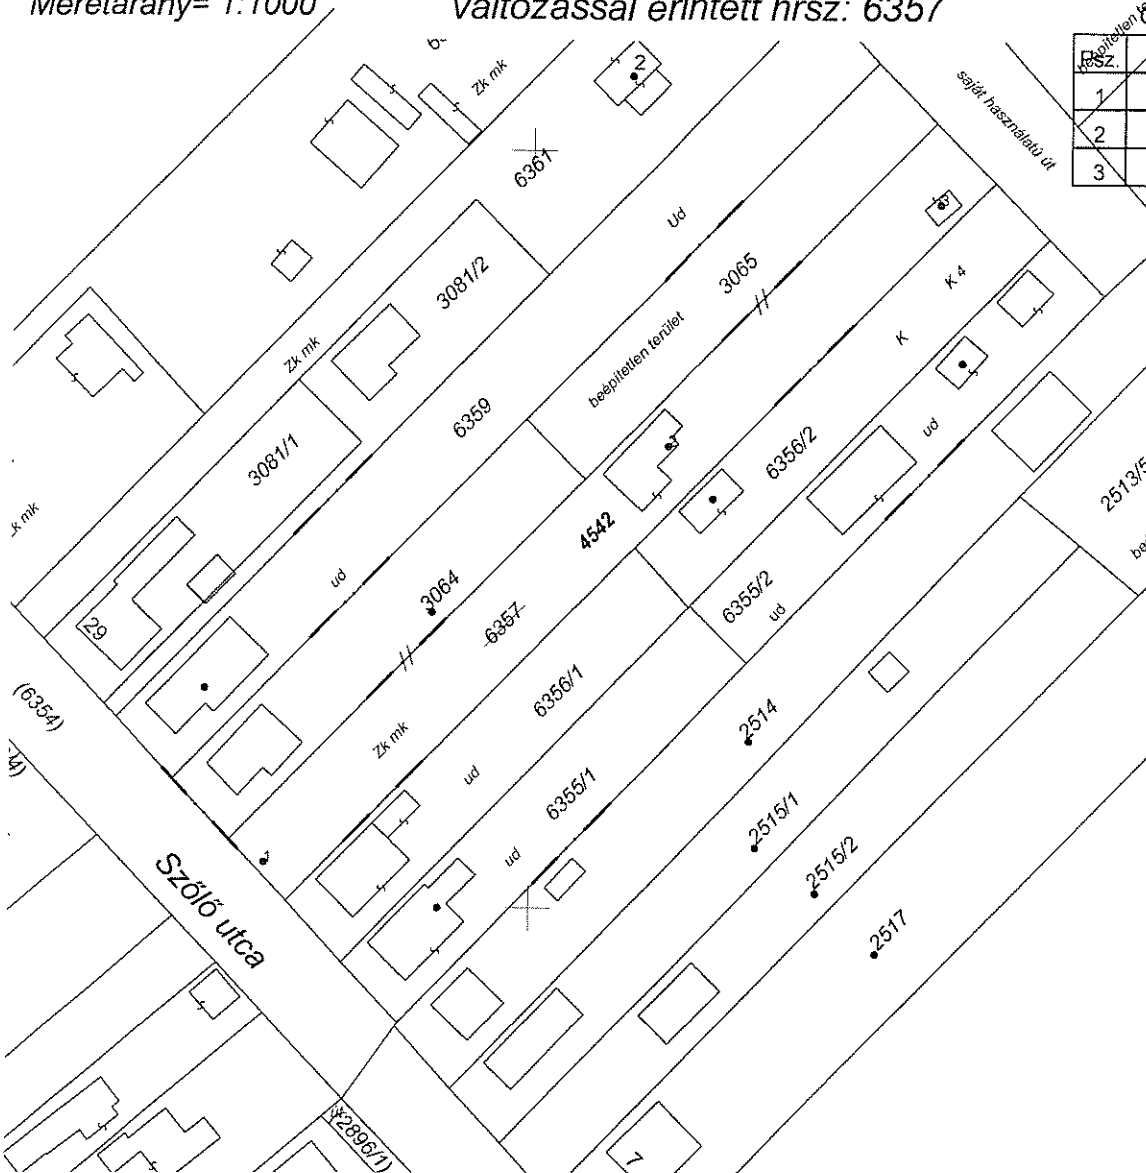 Méretarány= 1:1000
Változással érintett hrsz: 6357
Rsz.
1
2
3
beépítetlen
saját használatú út
2
Zk mk
6361
Ud
3065
3081/2
beépítetlen terület
K 4
K
Zk mk
6359
3081/1
6356/2
ud
2513/5
4542
ud
3064
6357
6355/2
ud
29
(6354)
6356/1
Zk mk
ud
2514
6355/1
ud
2515/1
2515/2
2517
1
Szőlő utca
(2896/1)
7